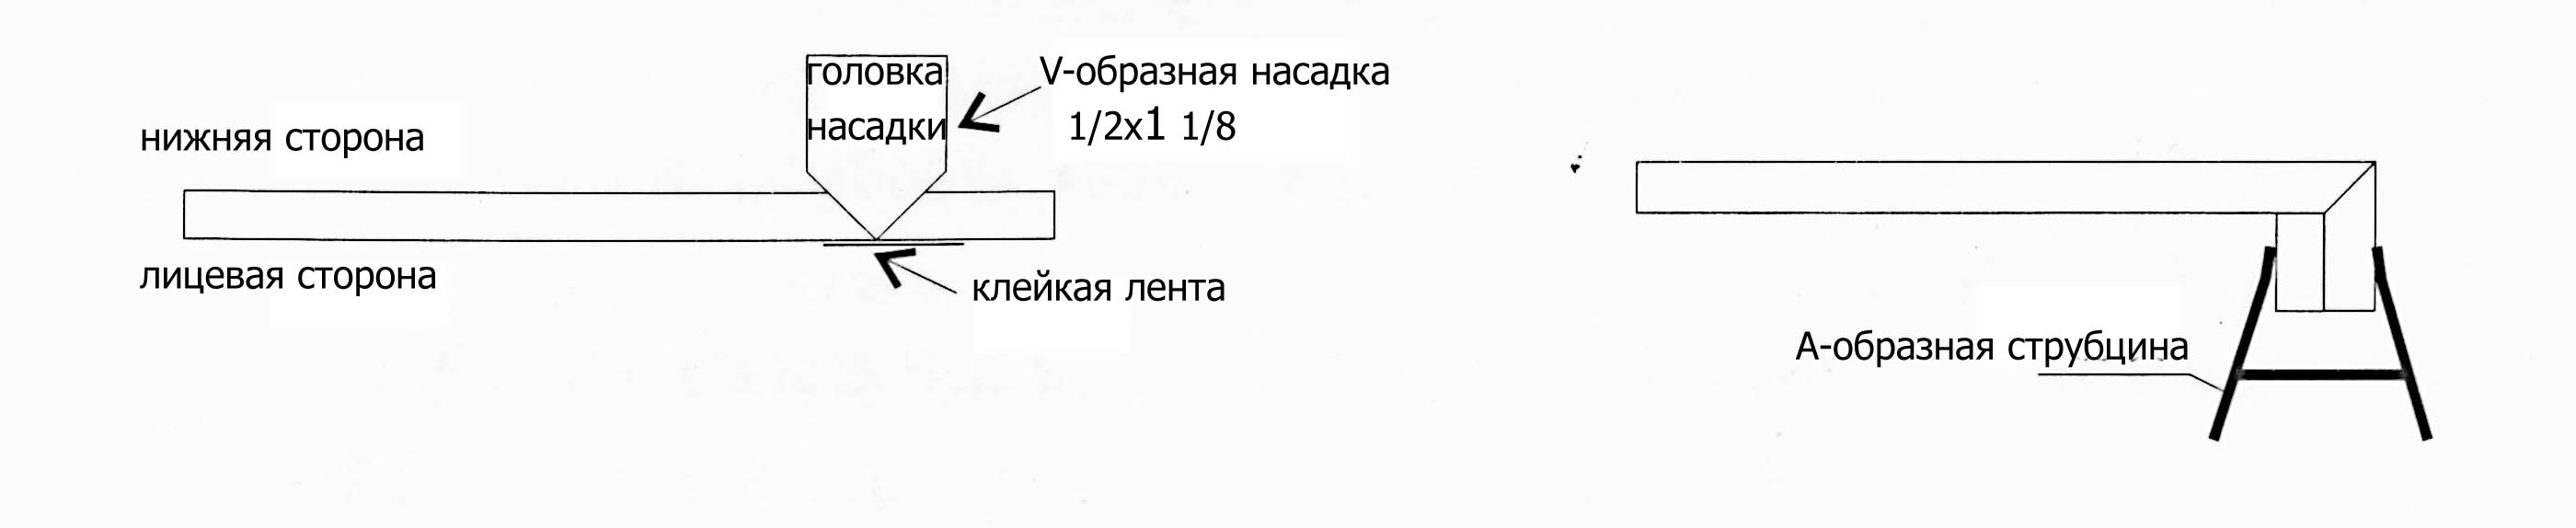 головка
насадки
V-образная насадка
1/2x1 1/8
нижняя сторона
лицевая сторона
клейкая лента
А-образная струбцина